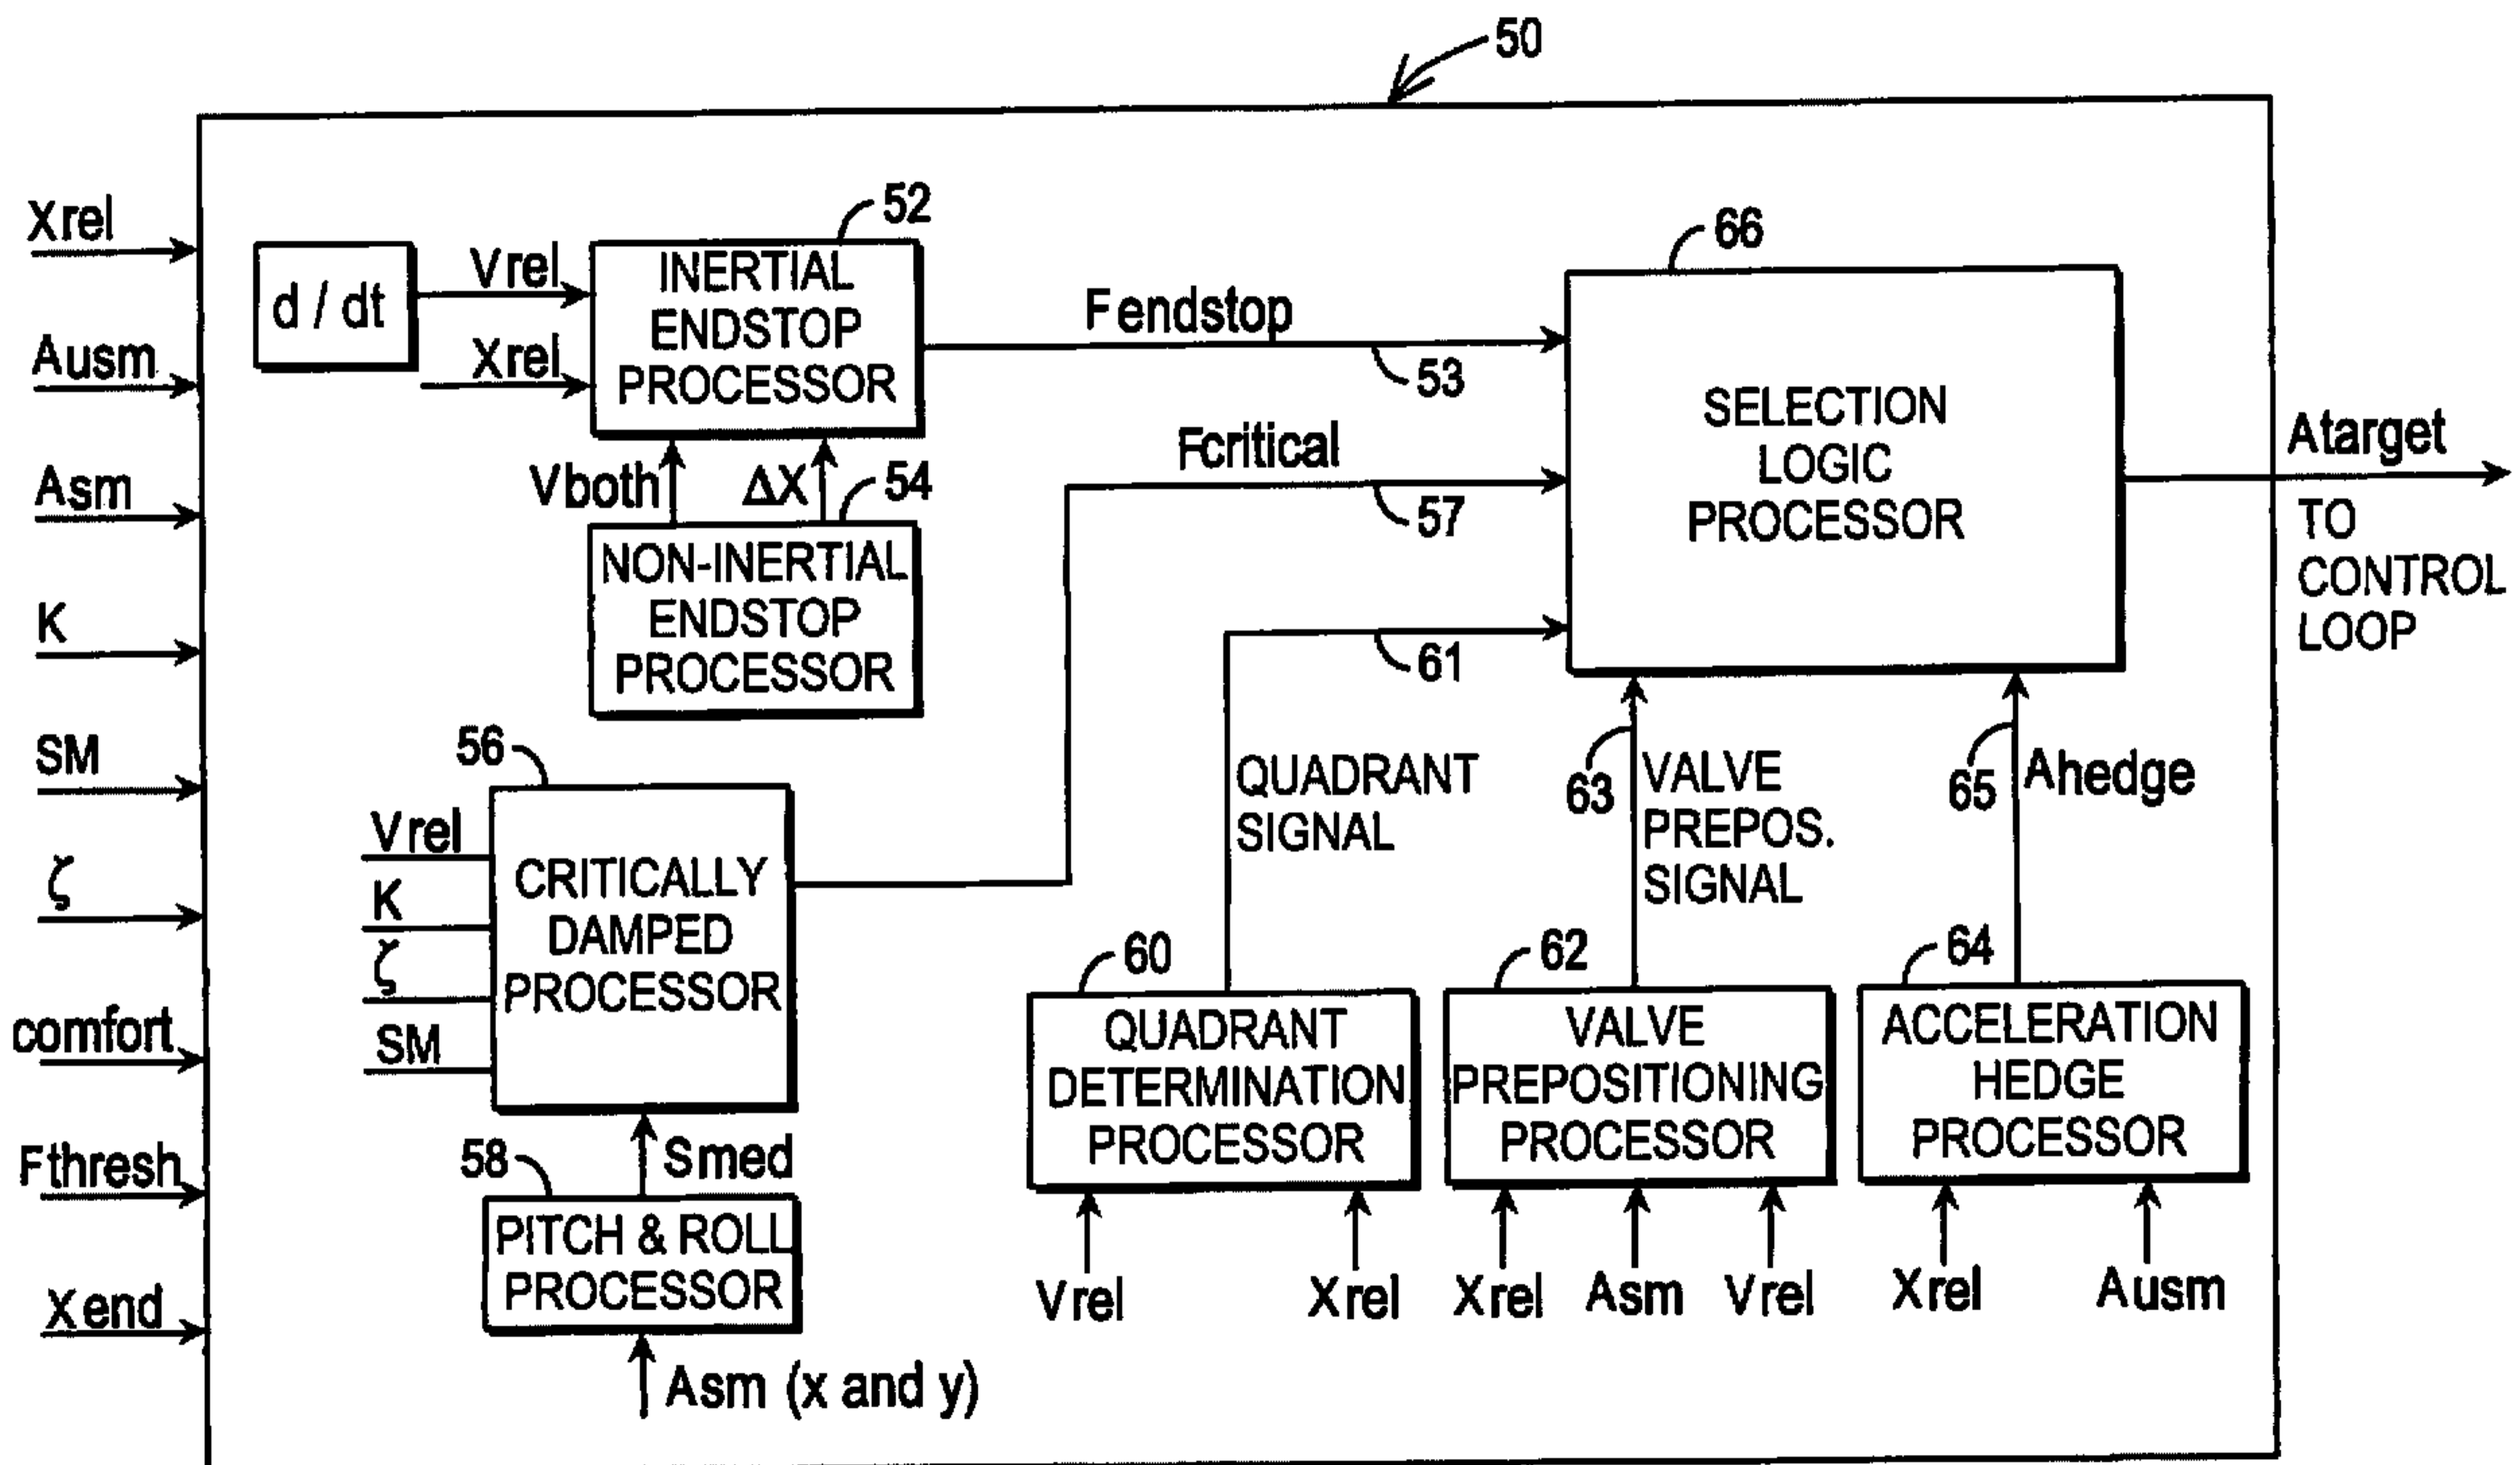 50
Xrel
Ausm
Asm
K
SM
ζ
comfort
Fthresh
Xend
d / dt
Vrel
Xrel
52
INERTIAL
ENDSTOP
PROCESSOR
Vboth
ΔX
54
NON-INERTIAL
ENDSTOP
PROCESSOR
Fendstop
53
Fcritical
57
61
66
SELECTION
LOGIC
PROCESSOR
Atarget
TO
CONTROL
LOOP
56
Vrel
K
ζ
SM
CRITICALLY
DAMPED
PROCESSOR
58
Smed
PITCH & ROLL
PROCESSOR
Asm (x and y)
QUADRANT
SIGNAL
63
VALVE
PREPOS.
SIGNAL
65
Ahedge
60
QUADRANT
DETERMINATION
PROCESSOR
Vrel
Xrel
62
VALVE
PREPOSITIONING
PROCESSOR
Xrel
Asm
Vrel
64
ACCELERATION
HEDGE
PROCESSOR
Xrel
Ausm